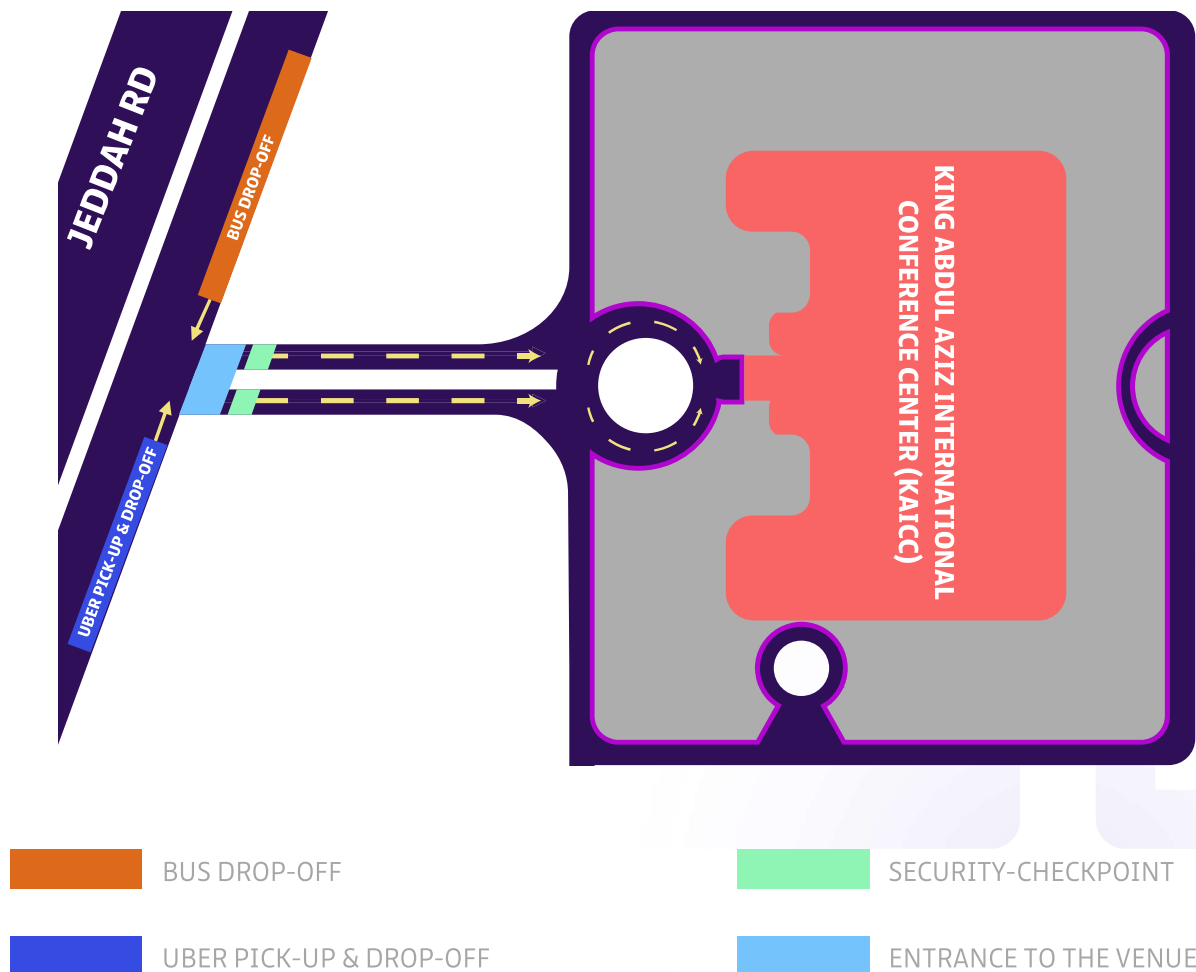 JEDDAH RD
BUS DROP-OFF
UBER PICK-UP & DROP-OFF
KING ABDUL AZIZ INTERNATIONAL
CONFERENCE CENTER (KAICC)
BUS DROP-OFF
SECURITY-CHECKPOINT
UBER PICK-UP & DROP-OFF
ENTRANCE TO THE VENUE